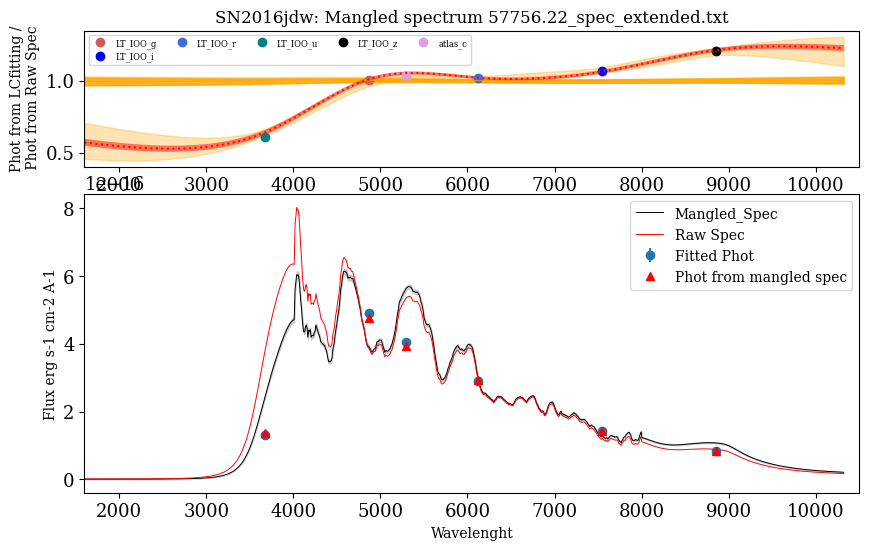 SN2016jdw: Mangled spectrum 57756.22_spec_extended.txt
Phot from LCfitting /
Phot from Raw Spec
LT_IOO_g LT_IOO_r LT_IOO_u LT_IOO_z atlas_c
LT_IOO_i
1.0
0.5
2000 3000 4000 5000 6000 7000 8000 9000 10000
1e−16
Flux erg s-1 cm-2 A-1
8
6
4
2
0
Mangled_Spec
Raw Spec
Fitted Phot
Phot from mangled spec
2000 3000 4000 5000 6000 7000 8000 9000 10000
Wavelenght